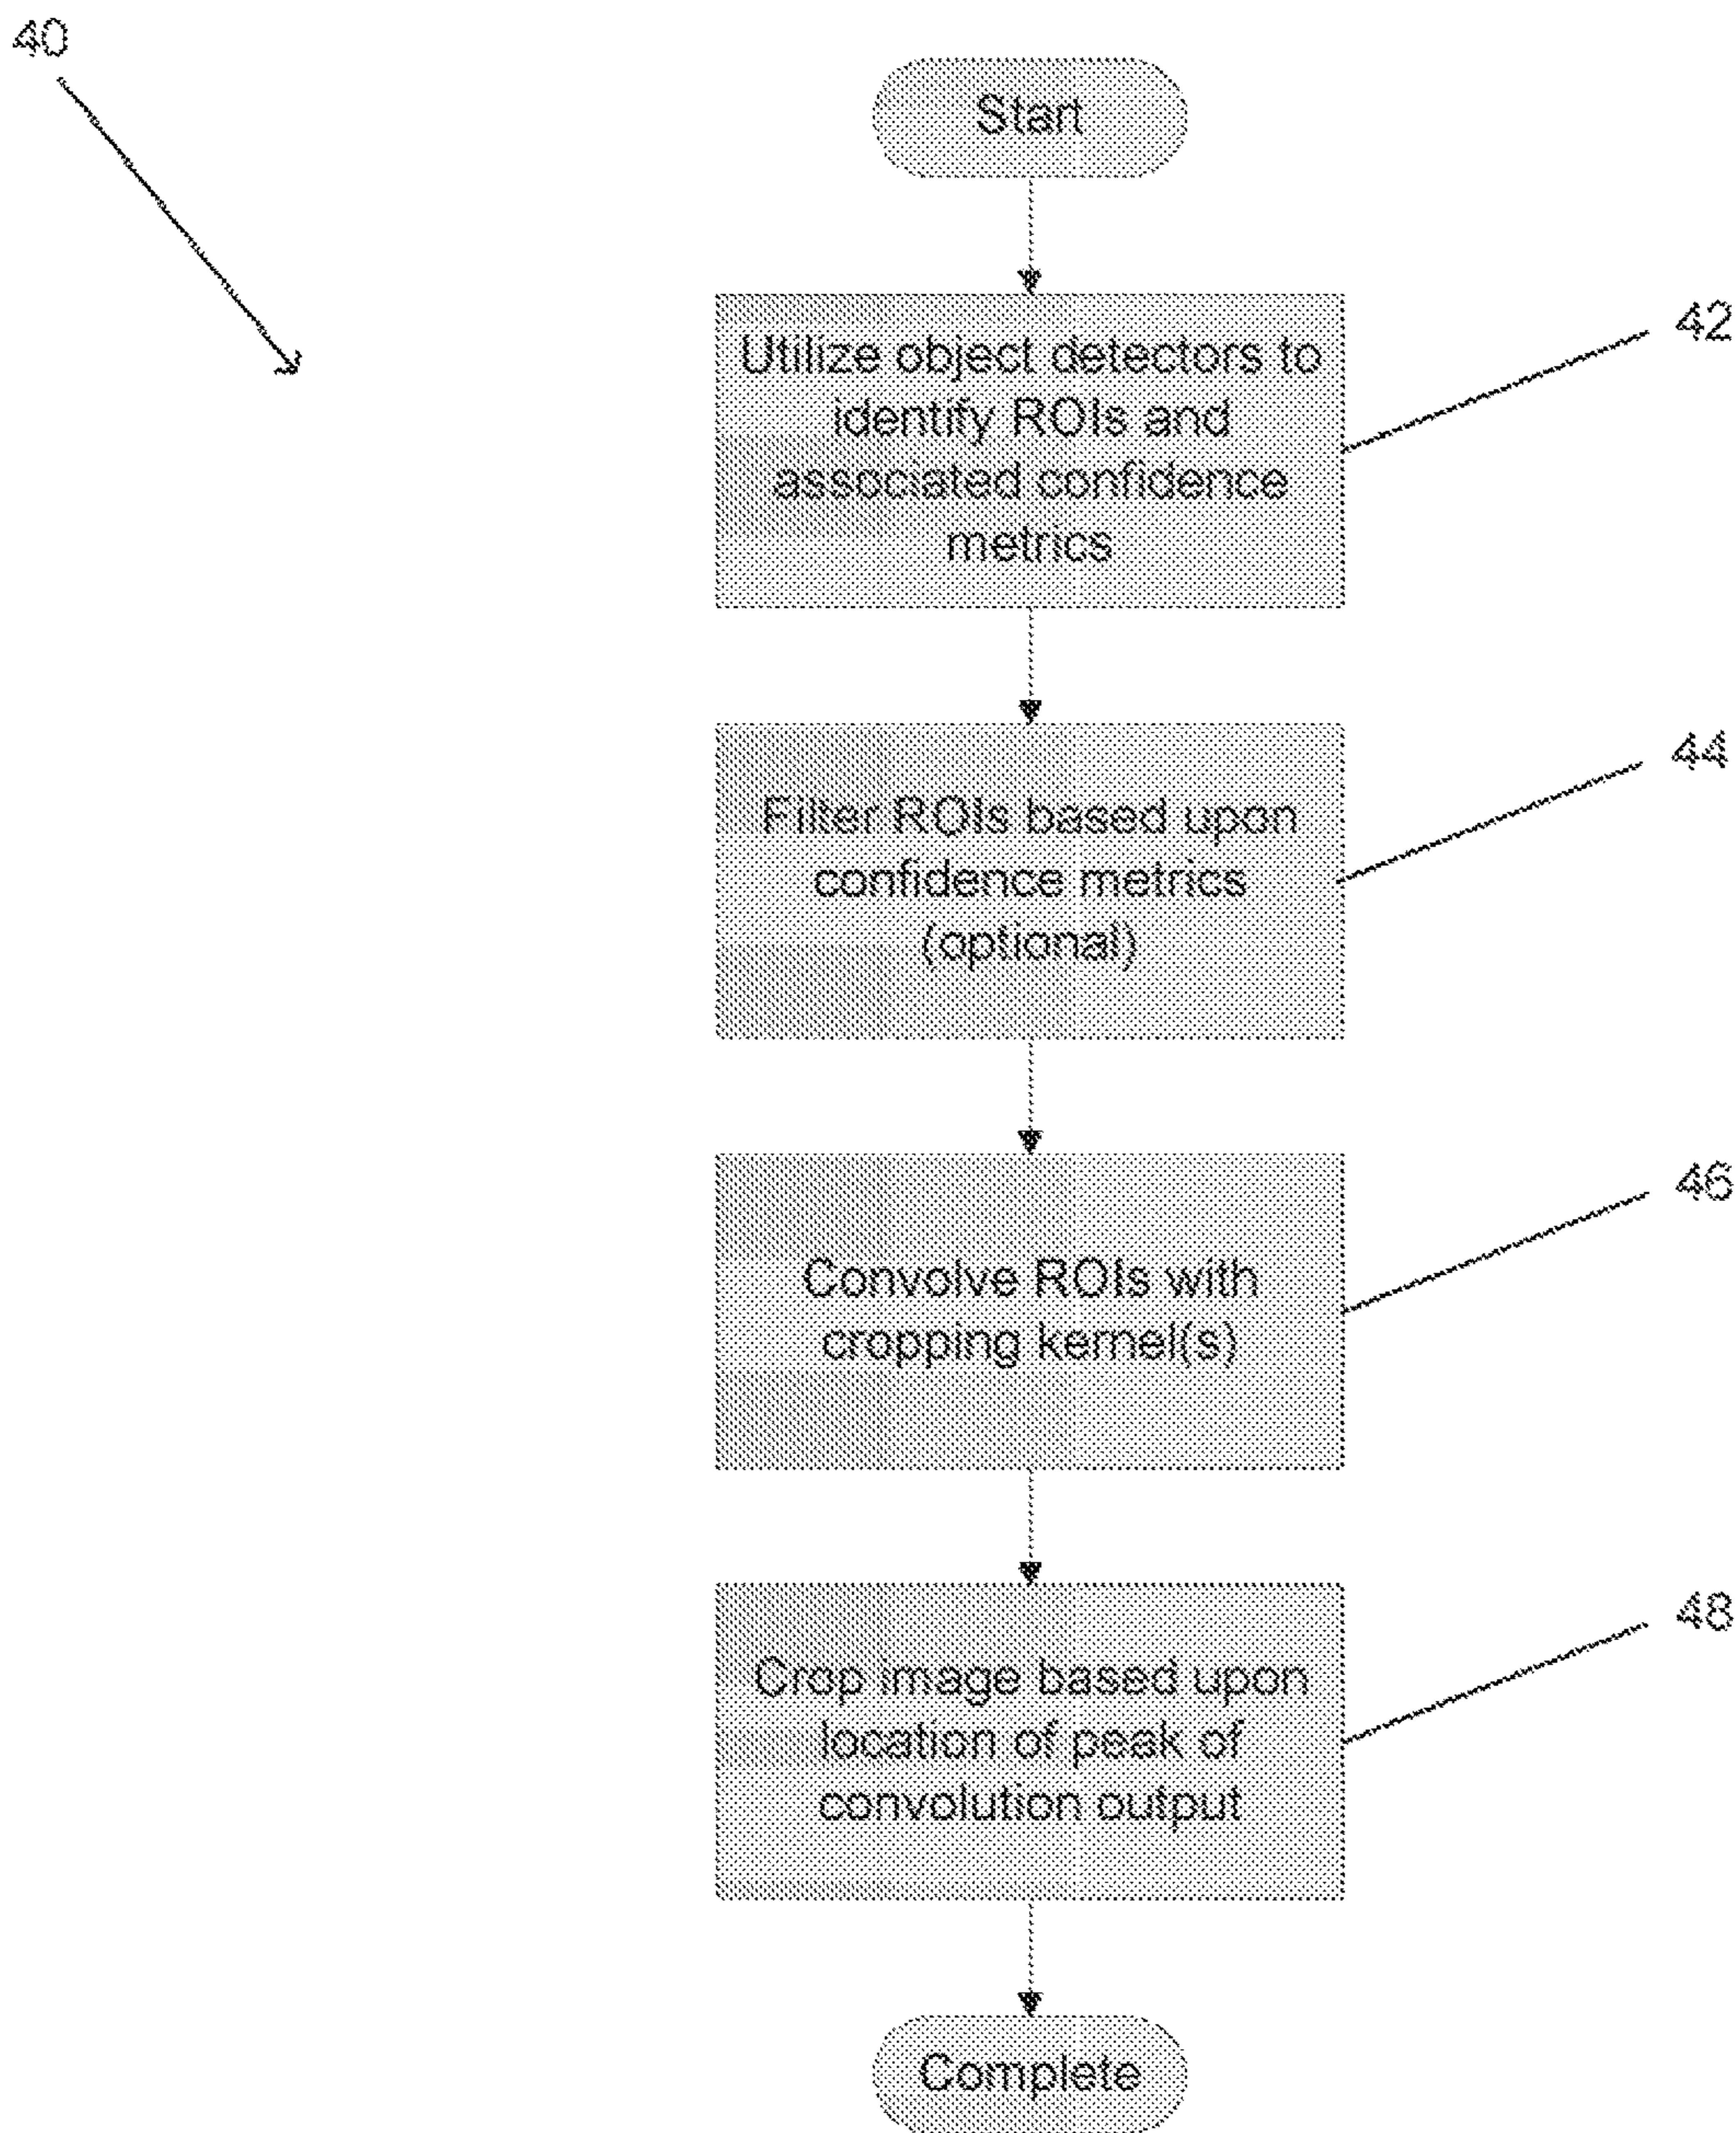 40
Start
Utilize object detectors to
identify ROIs and
associated confidence
metrics
42
Filter ROIs based upon
confidence metrics
(optional)
44
Convolve ROIs with
cropping kernel(s)
46
Crop image based upon
location of peak of
convolution output
48
Complete